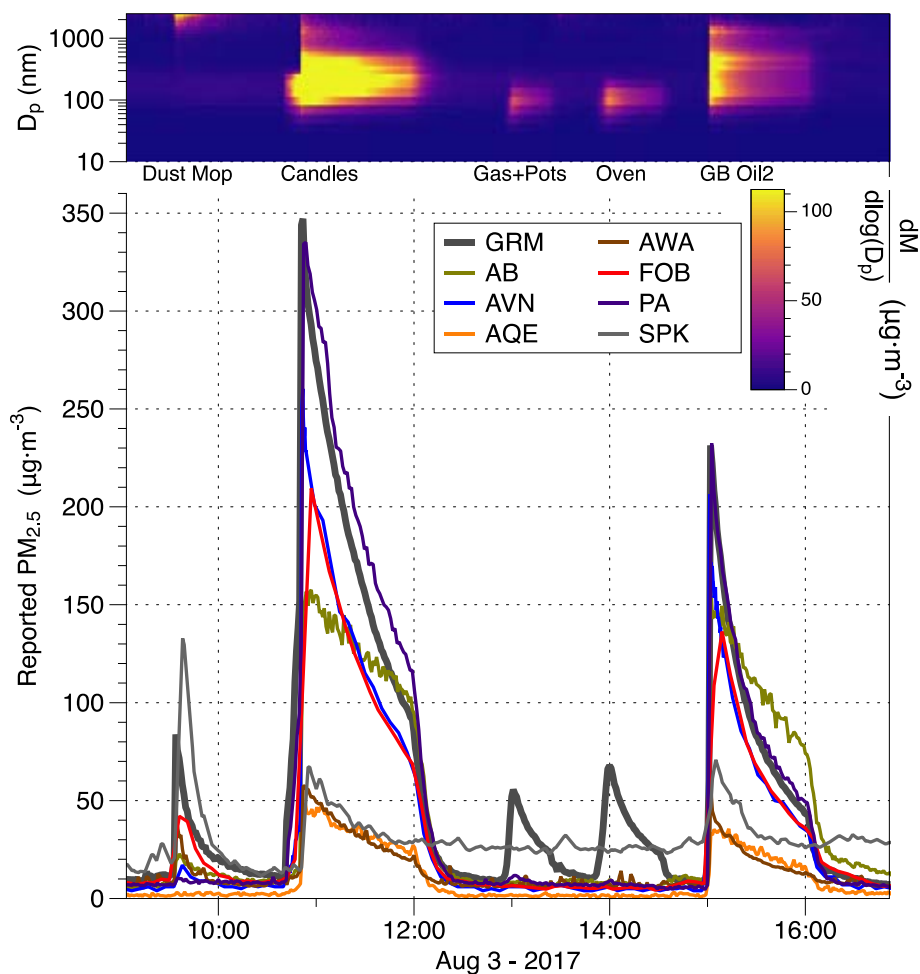 1000
100
10
Dp (nm)
Dust Mop Candles Gas+Pots Oven GB Oil2
100
50
0
dM
dlog(Dp)
(µg·m-3)
GRM AWA
AB FOB
AVN PA
AQE SPK
350
300
250
200
150
100
50
0
Reported PM2.5 (µg·m-3)
10:00 12:00 14:00 16:00
Aug 3 - 2017